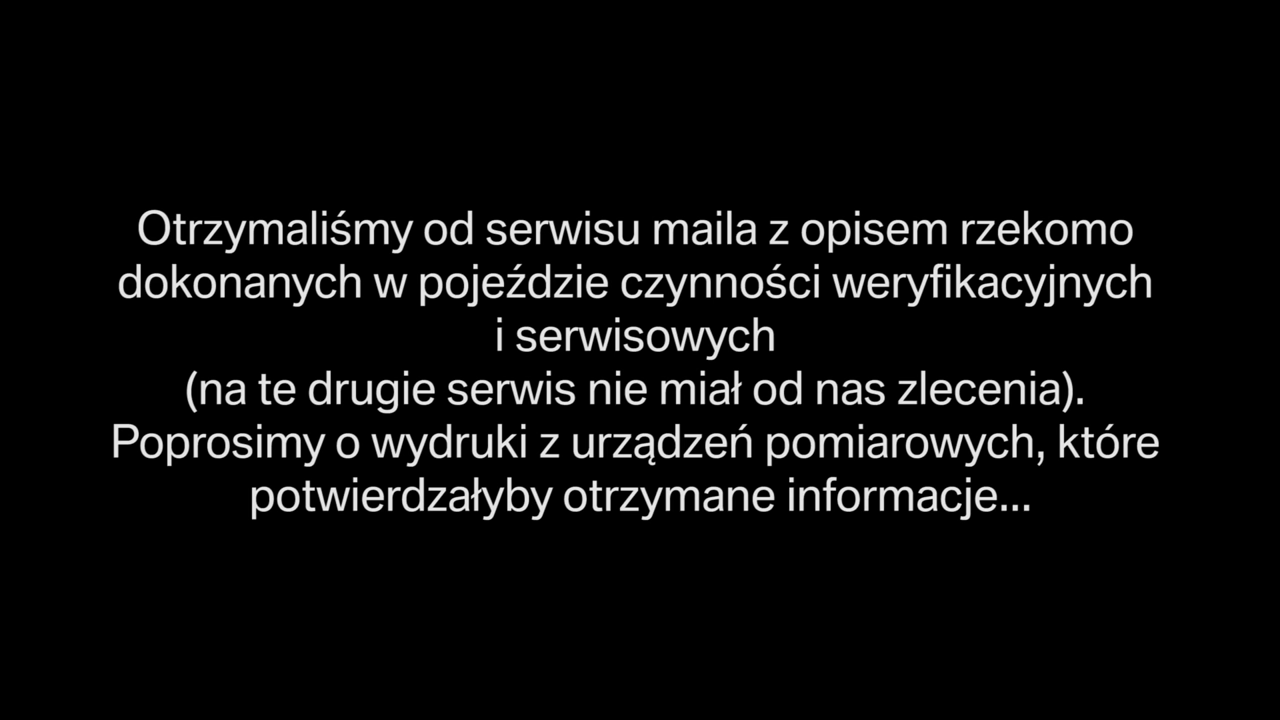 Otrzymaliśmy od serwisu maila z opisem rzekomo
dokonanych w pojeździe czynności weryfikacyjnych
i serwisowych
(na te drugie serwis nie miał od nas zlecenia).
Poprosimy o wydruki z urządzeń pomiarowych, które
potwierdzałyby otrzymane informacje...